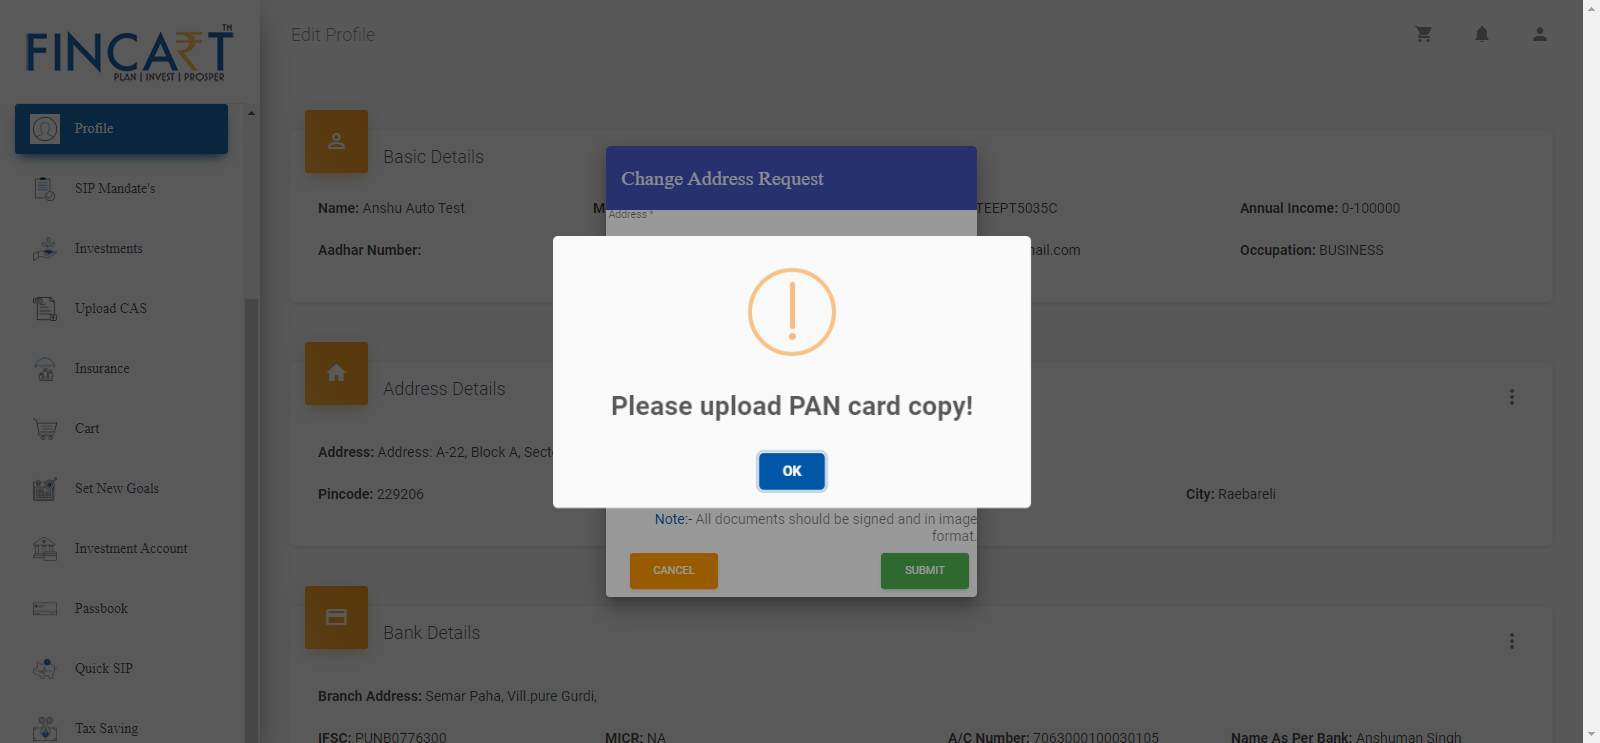 FINCART TM
PLAN | INVEST | PROSPER
Edit Profile
Profile
SIP Mandate's
Investments
Upload CAS
Insurance
Cart
Set New Goals
Investment Account
Passbook
Quick SIP
Tax Saving
Basic Details
Name: Anshu Auto Test
M
TEEPT5035C
Annual Income: 0-100000
Aadhar Number:
ail.com
Occupation: BUSINESS
Change Address Request
Address *
Please upload PAN card copy!
OK
Note:- All documents should be signed and in image
format.
CANCEL
SUBMIT
Address Details
Address: Address: A-22, Block A, Sect
Pincode: 229206
City: Raebareli
Bank Details
Branch Address: Semar Paha, Vill.pure Gurdi,
IFSC: PUNB0776300
MICR: NA
A/C Number: 7063000100030105
Name As Per Bank: Anshuman Singh